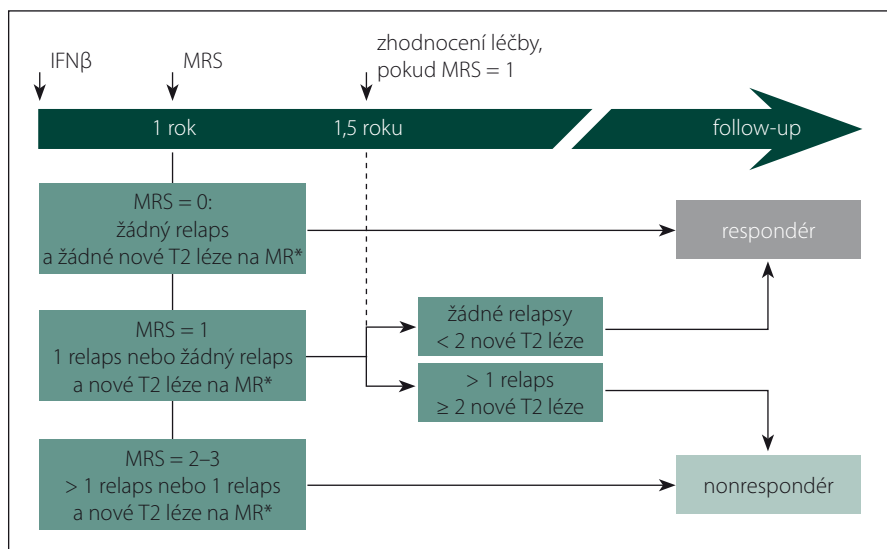 IFNβ
MRS
zhodnocení léčby,
pokud MRS = 1
1 rok
1,5 roku
follow-up
MRS = 0:
žádný relaps
a žádné nové T2 léze na MR*
respondér
MRS = 1
1 relaps nebo žádný relaps
a nové T2 léze na MR*
žádné relapsy
< 2 nové T2 léze
> 1 relaps
≥ 2 nové T2 léze
MRS = 2–3
> 1 relaps nebo 1 relaps
a nové T2 léze na MR*
nonrespondér